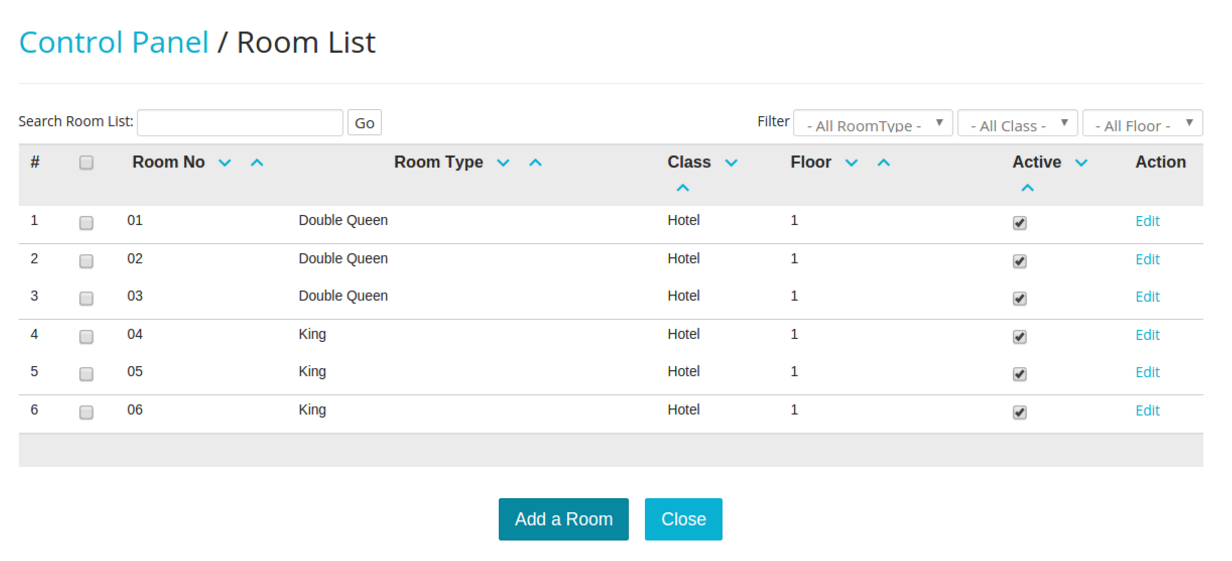 Control Panel / Room List
Search Room List: Go Filter - All RoomType - - All Class - - All Floor -
# Room No Room Type Class Floor Active Action
1 01 Double Queen Hotel 1 Edit
2 02 Double Queen Hotel 1 Edit
3 03 Double Queen Hotel 1 Edit
4 04 King Hotel 1 Edit
5 05 King Hotel 1 Edit
6 06 King Hotel 1 Edit
Add a Room Close